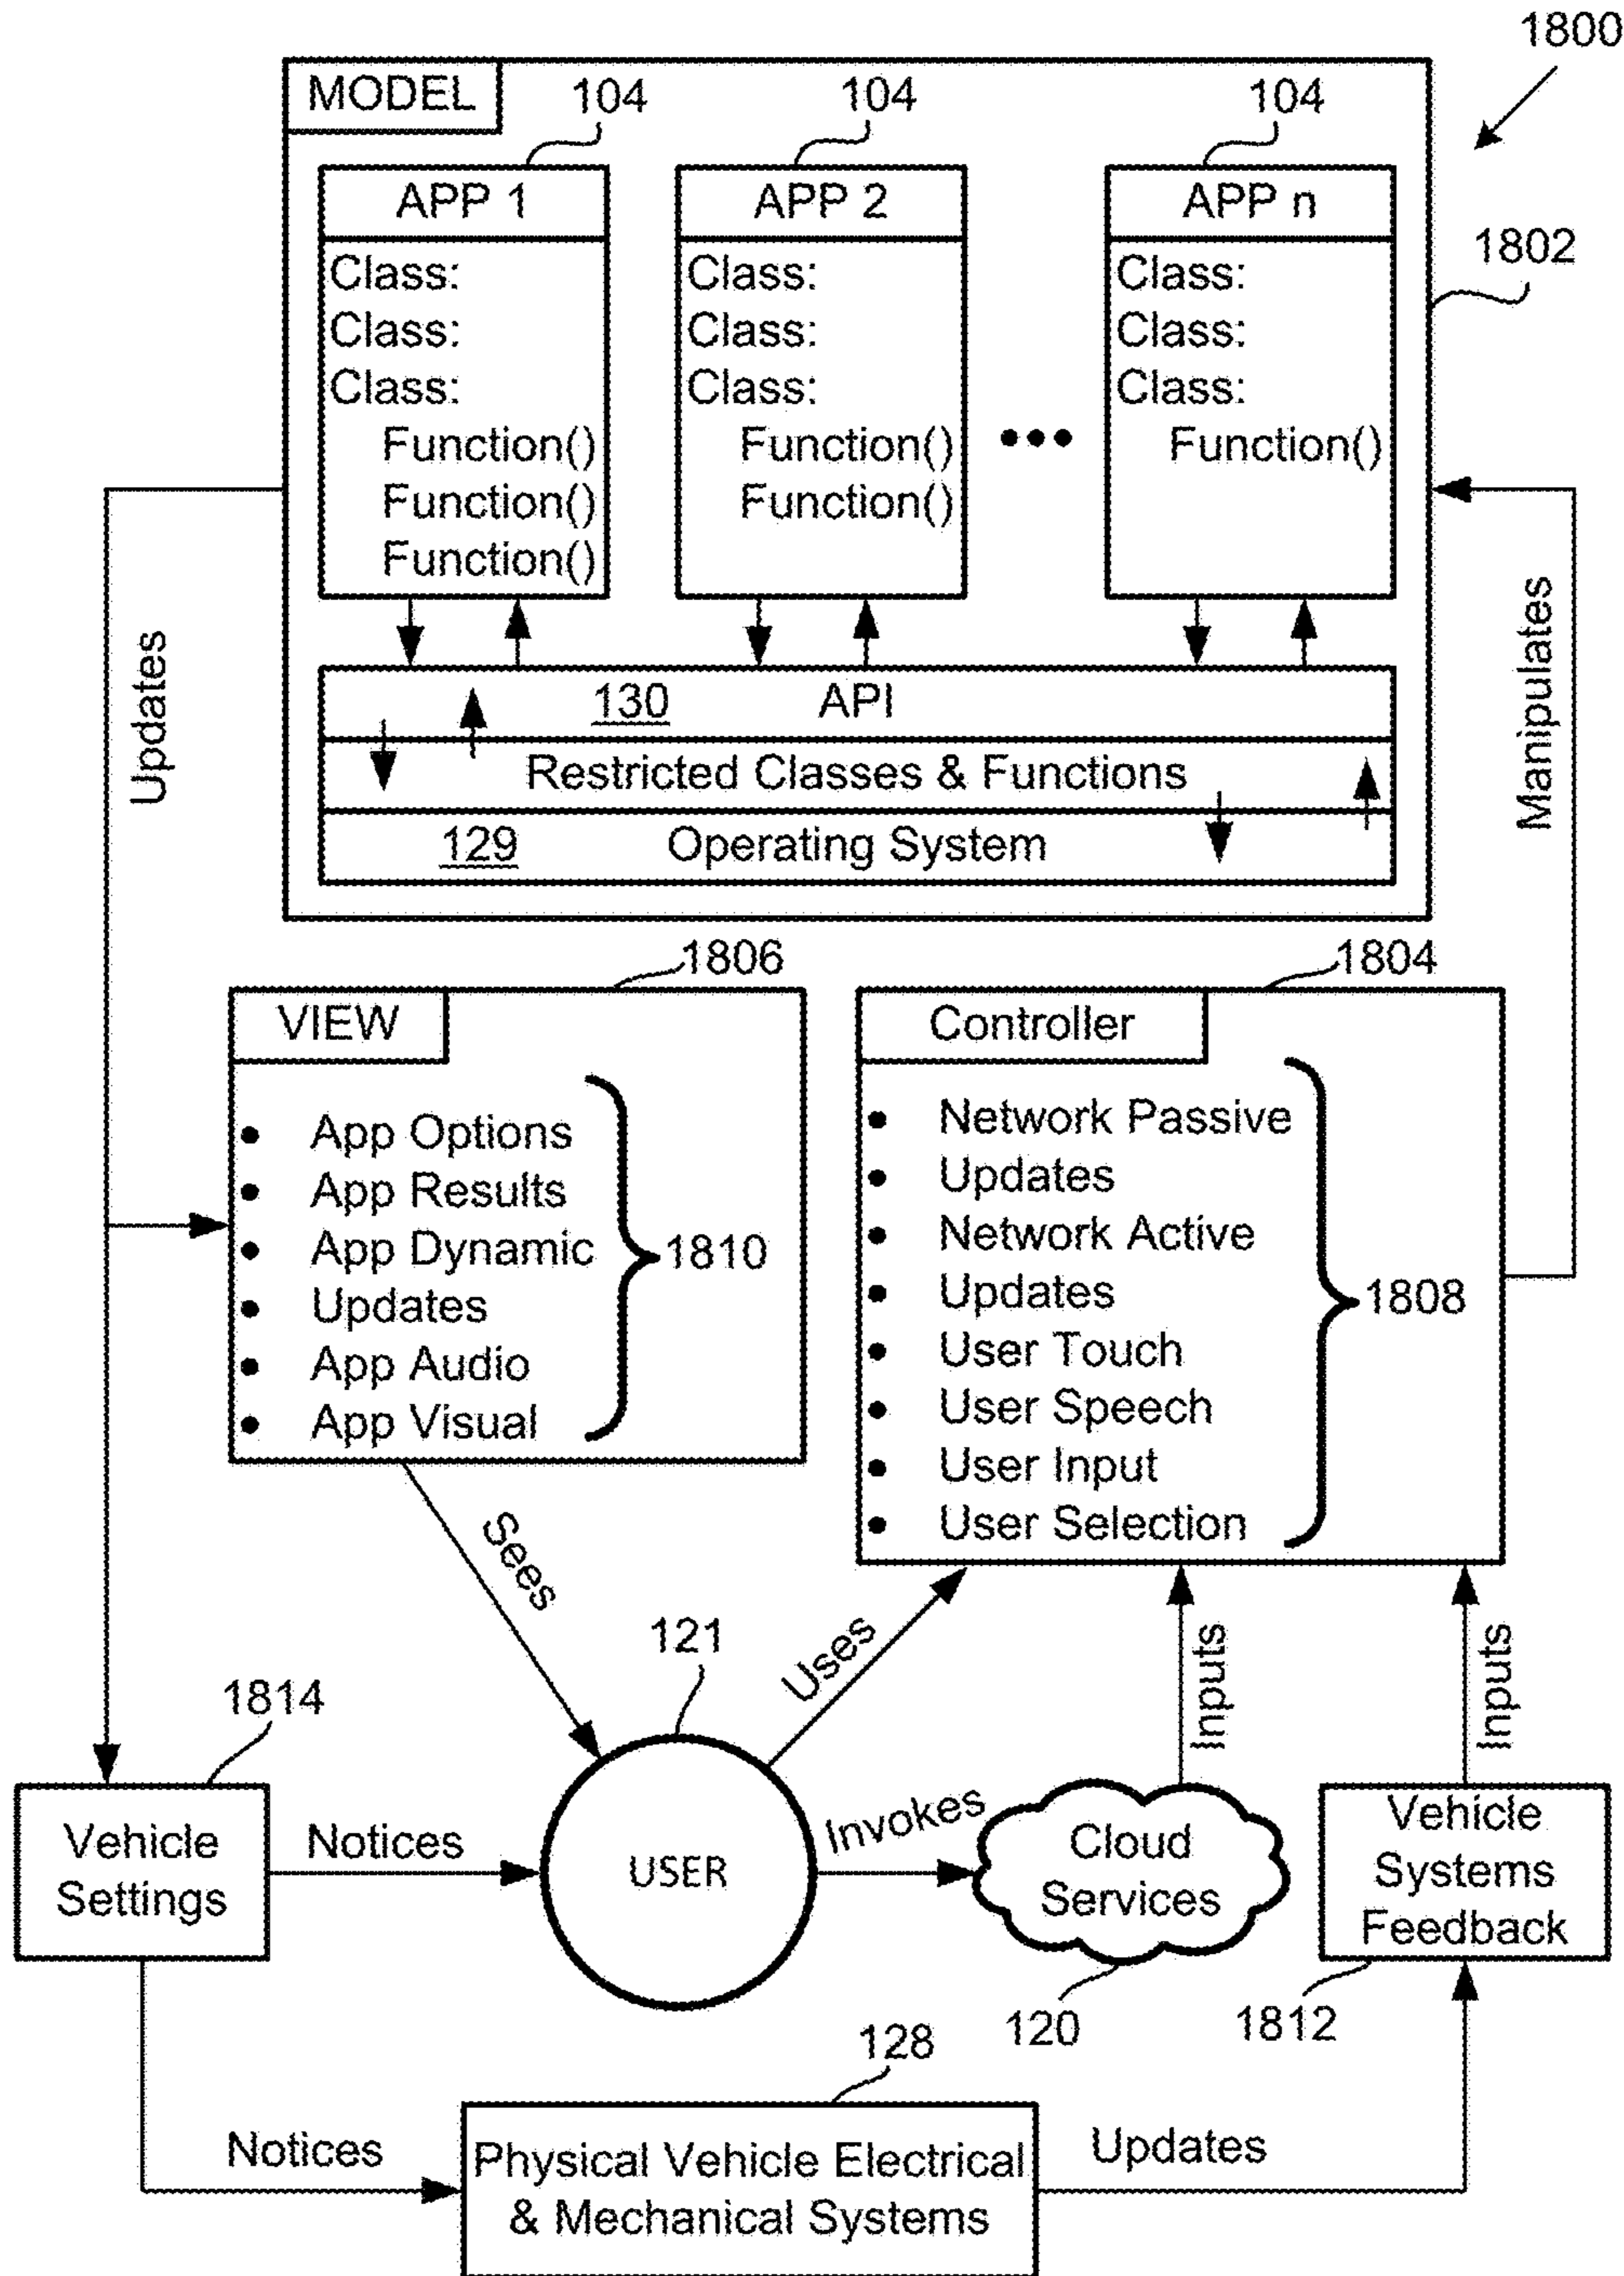 1800
MODEL
104
104
104
1802
APP 1
Class:
Class:
Class:
Function()
Function()
Function()
APP 2
Class:
Class:
Class:
Function()
Function()
•••
APP n
Class:
Class:
Class:
Function()
130 API
Restricted Classes & Functions
129 Operating System
Updates
Manipulates
1806
VIEW
• App Options
• App Results
• App Dynamic
• Updates
• App Audio
• App Visual
1810
1804
Controller
• Network Passive
• Updates
• Network Active
• Updates
• User Touch
• User Speech
• User Input
• User Selection
1808
Sees
Uses
Inputs
Inputs
121
1814
Vehicle
Settings
Notices
USER
Invokes
Cloud
Services
Vehicle
Systems
Feedback
120
1812
128
Notices
Physical Vehicle Electrical
& Mechanical Systems
Updates